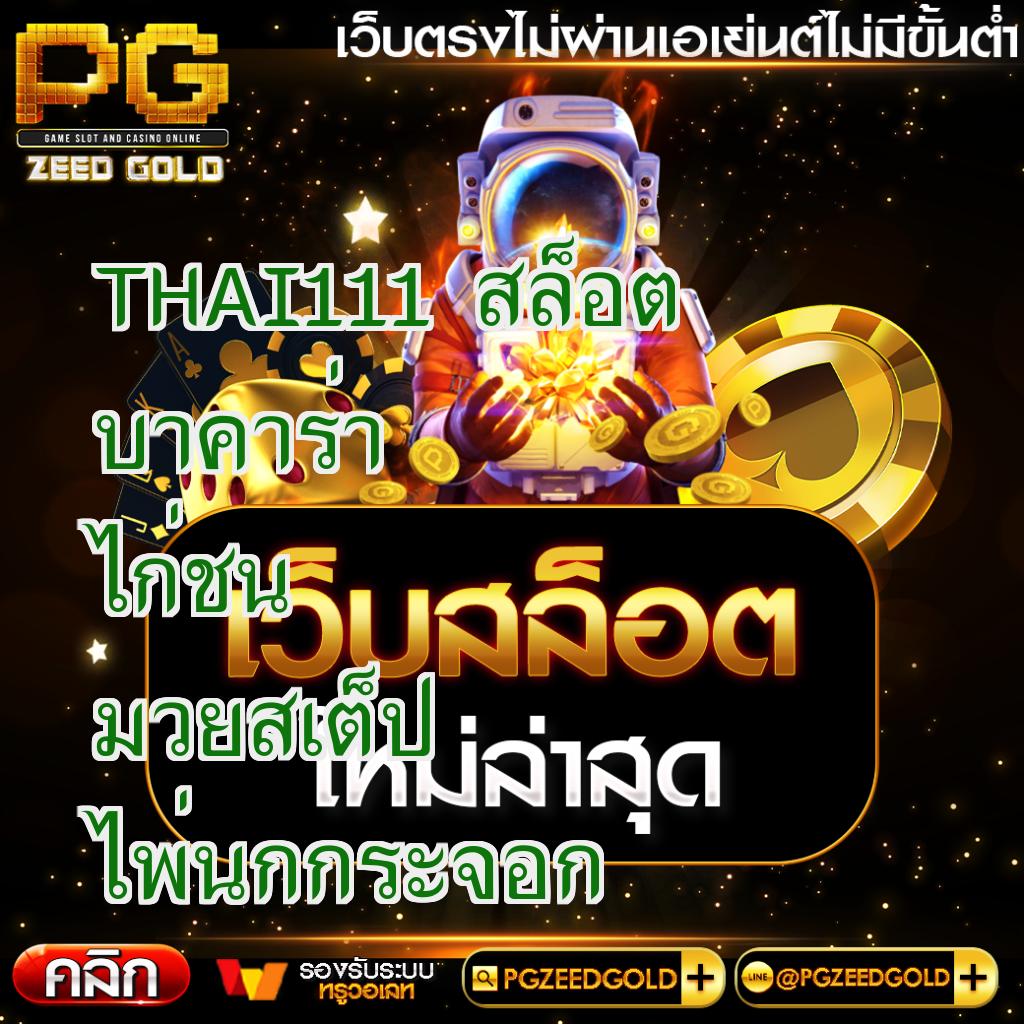 เว็บตรงไม่ผ่านเอเย่นต์ไม่มีขั้นต่ำ
PG
GAME SLOT AND CASINO ONLINE
ZEED GOLD
THAI111 สล็อต
บาคาร่า
ไก่ชน
เว็บสล็อต
มวยสเต็ป
ใหม่ล่าสุด
ไพ่นกกระจอก
คลิก
รองรับระบบ
ทรูวอเลท
PGZEEDGOLD +
LINE @PGZEEDGOLD +